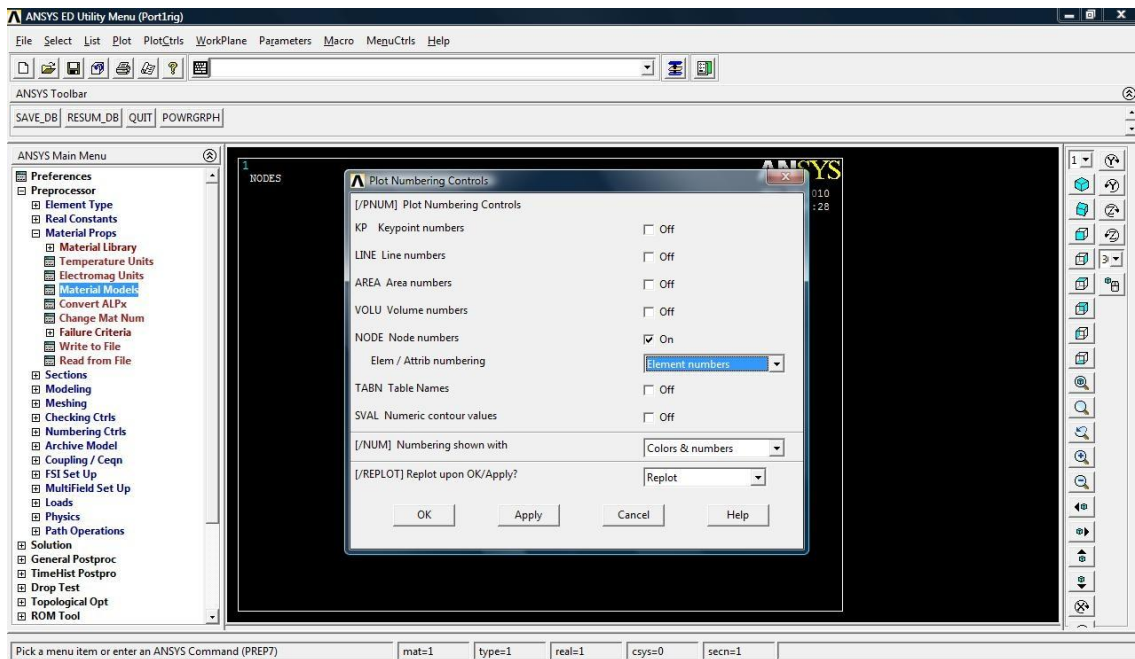 ANSYS ED Utility Menu (Port1rig)
File Select List Plot PlotCtrls WorkPlane Parameters Macro MenuCtrls Help
ANSYS Toolbar
SAVE_DB RESUM_DB QUIT POWRGRPH
ANSYS Main Menu
Preferences
Preprocessor
Element Type
Real Constants
Material Props
Material Library
Temperature Units
Electromag Units
Material Models
Convert ALPx
Change Mat Num
Failure Criteria
Write to File
Read from File
Sections
Modeling
Meshing
Checking Ctrls
Numbering Ctrls
Archive Model
Coupling / Ceqn
FSI Set Up
MultiField Set Up
Loads
Physics
Path Operations
Solution
General Postproc
TimeHist Postpro
Drop Test
Topological Opt
ROM Tool
1
NODES
ANSYS
010
:28
Plot Numbering Controls
[/PNUM] Plot Numbering Controls
KP Keypoint numbers Off
LINE Line numbers Off
AREA Area numbers Off
VOLU Volume numbers Off
NODE Node numbers On
Elem / Attrib numbering Element numbers
TABN Table Names Off
SVAL Numeric contour values Off
[/NUM] Numbering shown with Colors & numbers
[/REPLOT] Replot upon OK/Apply? Replot
OK Apply Cancel Help
1
Y
Y
Z
Z
X
Pick a menu item or enter an ANSYS Command (PREP7) mat=1 type=1 real=1 csys=0 secn=1